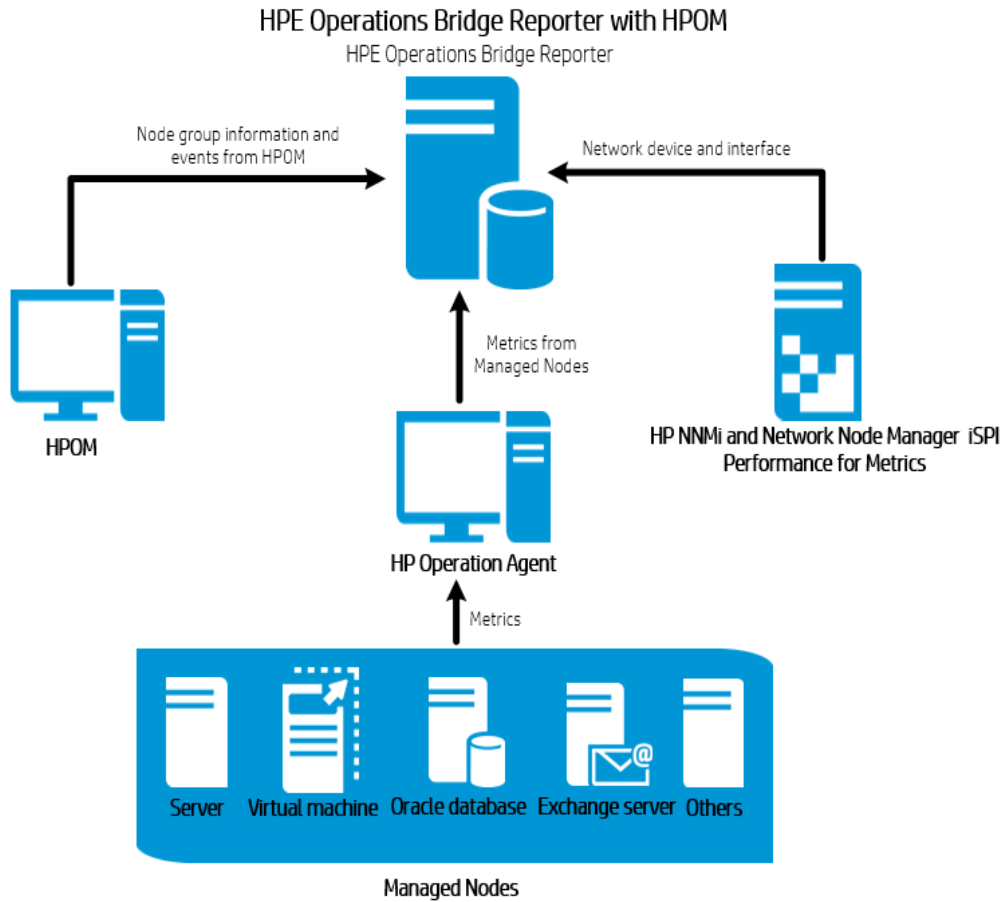 HPE Operations Bridge Reporter with HPOM
HPE Operations Bridge Reporter
Node group information and
events from HPOM
Network device and interface
Metrics from
Managed Nodes
HPOM
HP NNMi and Network Node Manager iSPI
Performance for Metrics
HP Operation Agent
Metrics
@
Server
Virtual machine
Oracle database
Exchange server
Others
Managed Nodes